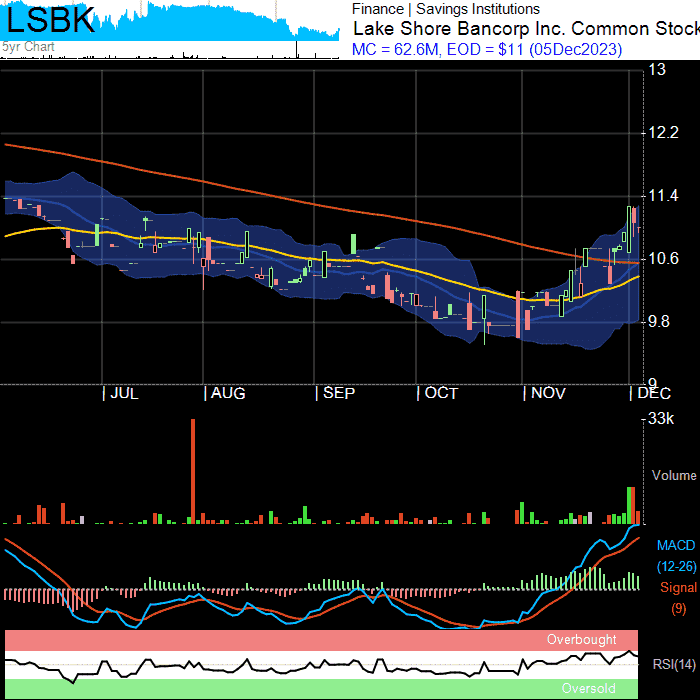 LSBK
5yr Chart
Finance | Savings Institutions
Lake Shore Bancorp Inc. Common Stock
MC = 62.6M, EOD = $11 (05Dec2023)
13
12.2
11.4
10.6
9.8
9
JUL
AUG
SEP
OCT
NOV
DEC
33k
Volume
MACD
(12-26)
Signal
(9)
Overbought
RSI(14)
Oversold